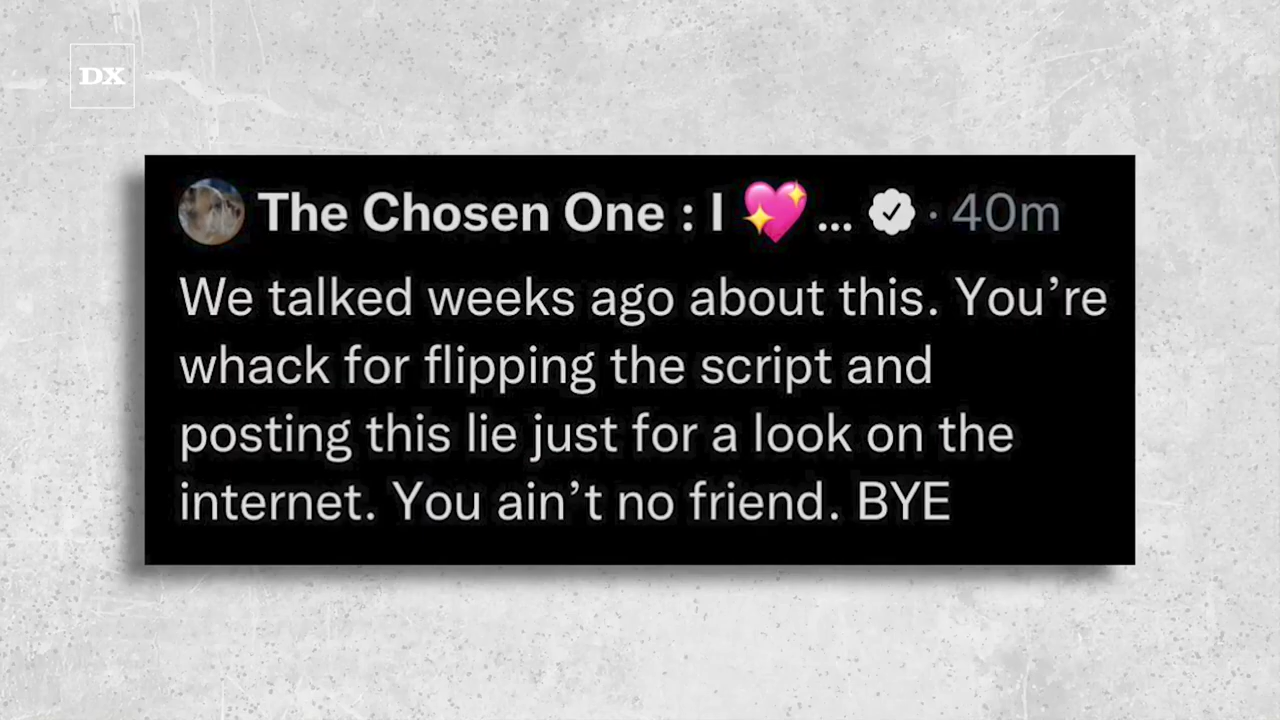 DX
The Chosen One : I 💖 ... · 40m
We talked weeks ago about this. You’re
whack for flipping the script and
posting this lie just for a look on the
internet. You ain’t no friend. BYE